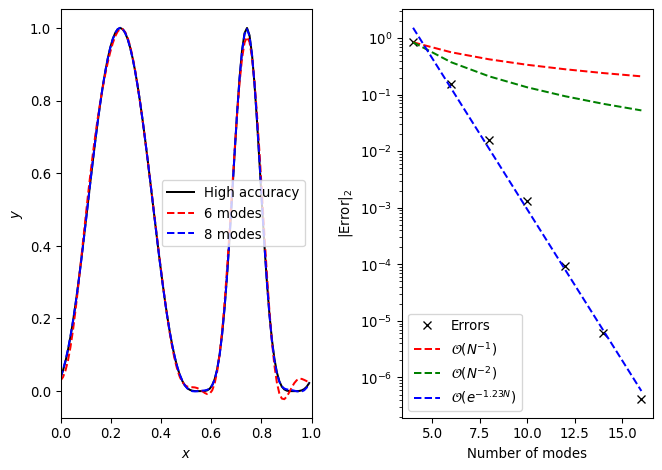 1.0
0.8
0.6
0.4
0.2
0.0
y
0.0 0.2 0.4 0.6 0.8 1.0
x
High accuracy
6 modes
8 modes
10⁰
10⁻¹
10⁻²
10⁻³
10⁻⁴
10⁻⁵
10⁻⁶
|Error|₂
5.0 7.5 10.0 12.5 15.0
Number of modes
Errors
𝒪(N⁻¹)
𝒪(N⁻²)
𝒪(e⁻¹·²³ᴺ)